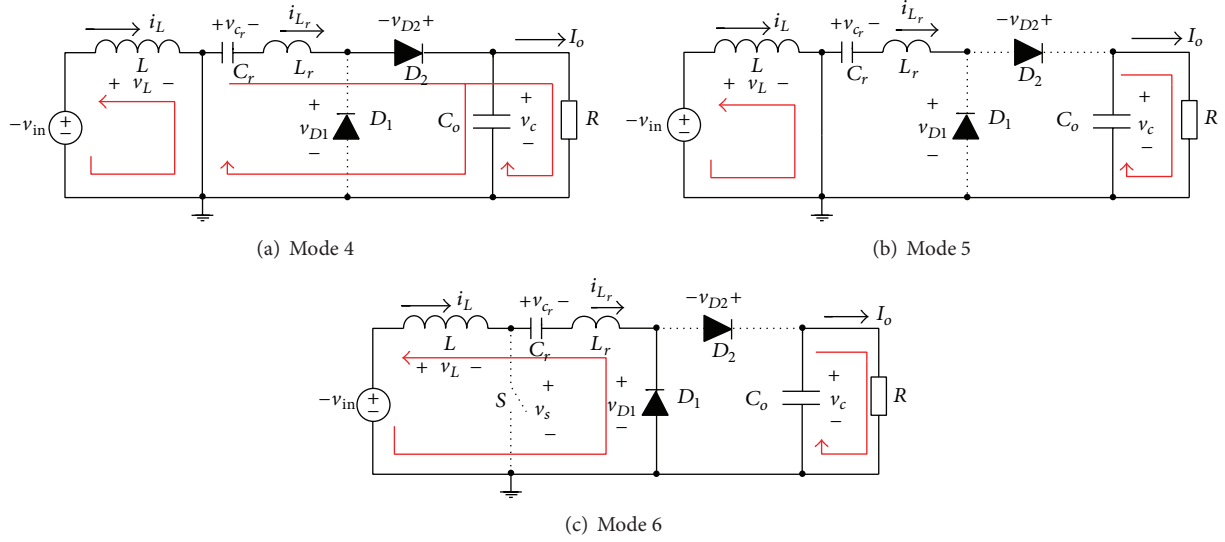 i_L
+ v_{c_r} −
i_{L_r}
− v_{D2} +
I_o
L
C_r
L_r
D_2
+ v_L −
−v_in
+
−
+
v_{D1}
−
D_1
C_o
+
v_c
−
R
(a) Mode 4
i_L
+ v_{c_r} −
i_{L_r}
− v_{D2} +
I_o
L
C_r
L_r
D_2
+ v_L −
−v_in
+
−
+
v_{D1}
−
D_1
C_o
+
v_c
−
R
(b) Mode 5
i_L
+ v_{c_r} −
i_{L_r}
− v_{D2} +
I_o
L
C_r
L_r
D_2
+ v_L −
−v_in
+
−
S
+
v_s
−
+
v_{D1}
−
D_1
C_o
+
v_c
−
R
(c) Mode 6